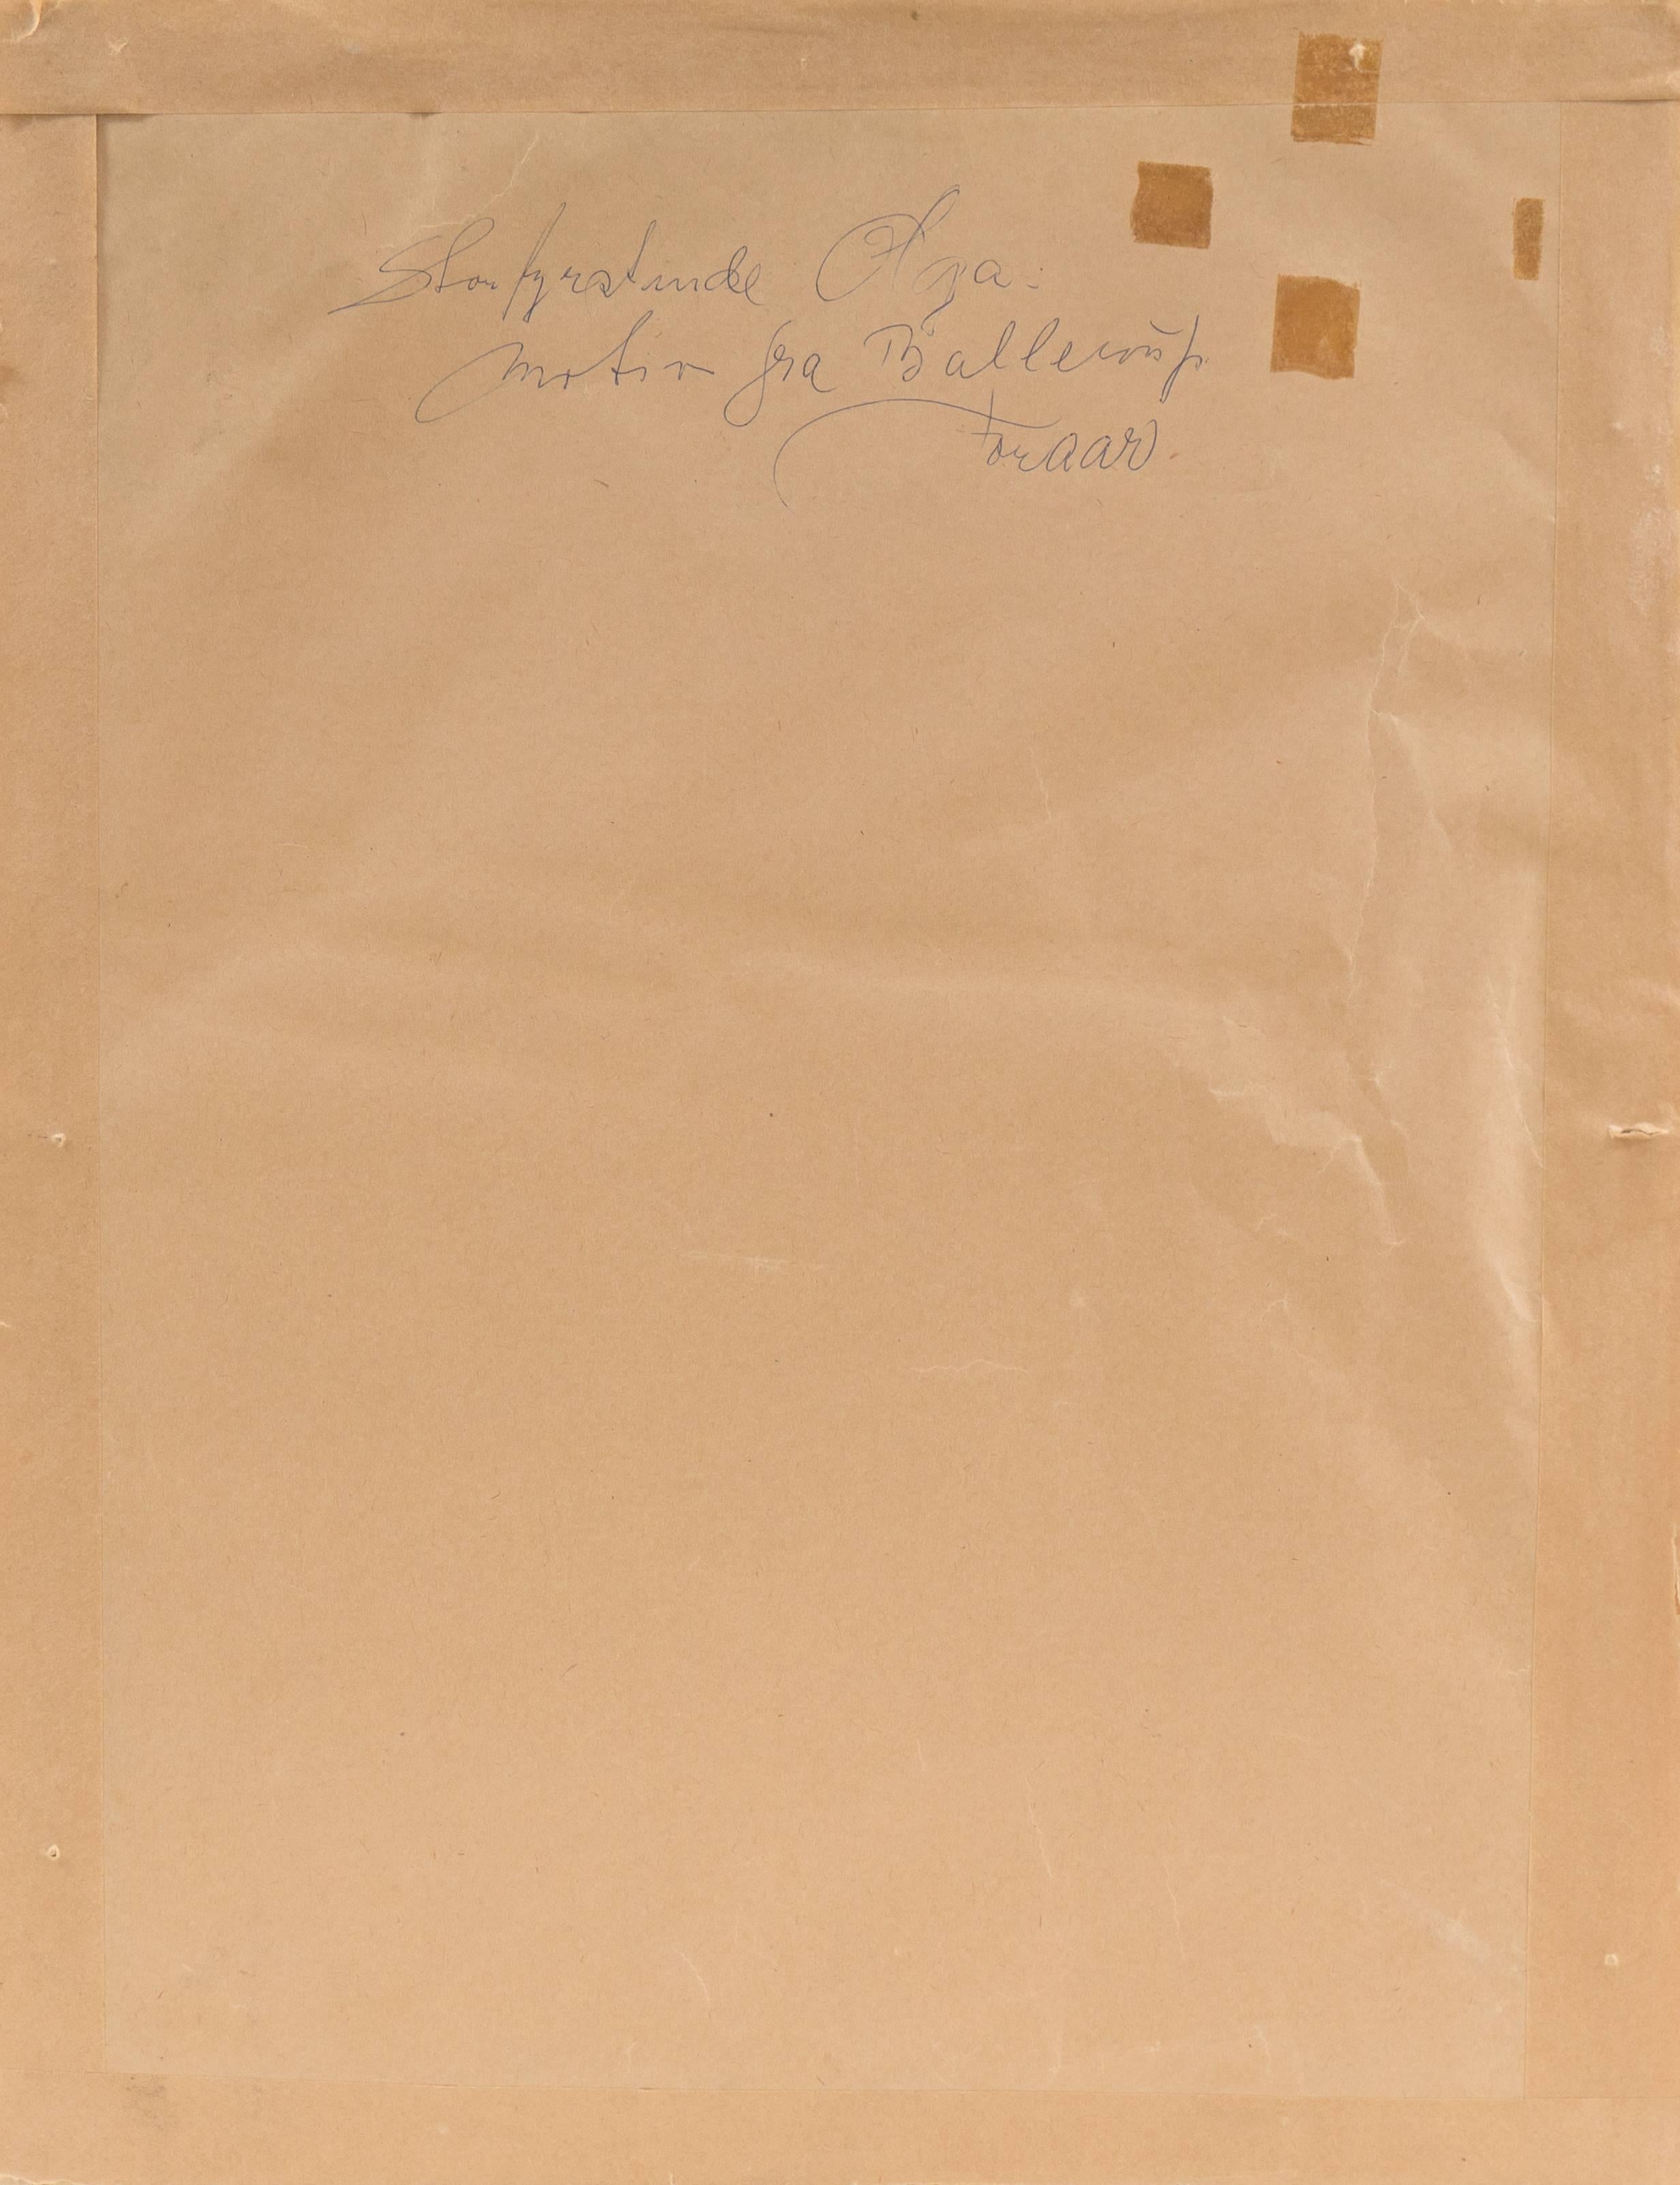 Storfyrstinde Olga:
motiv fra Ballerup
Foraar.